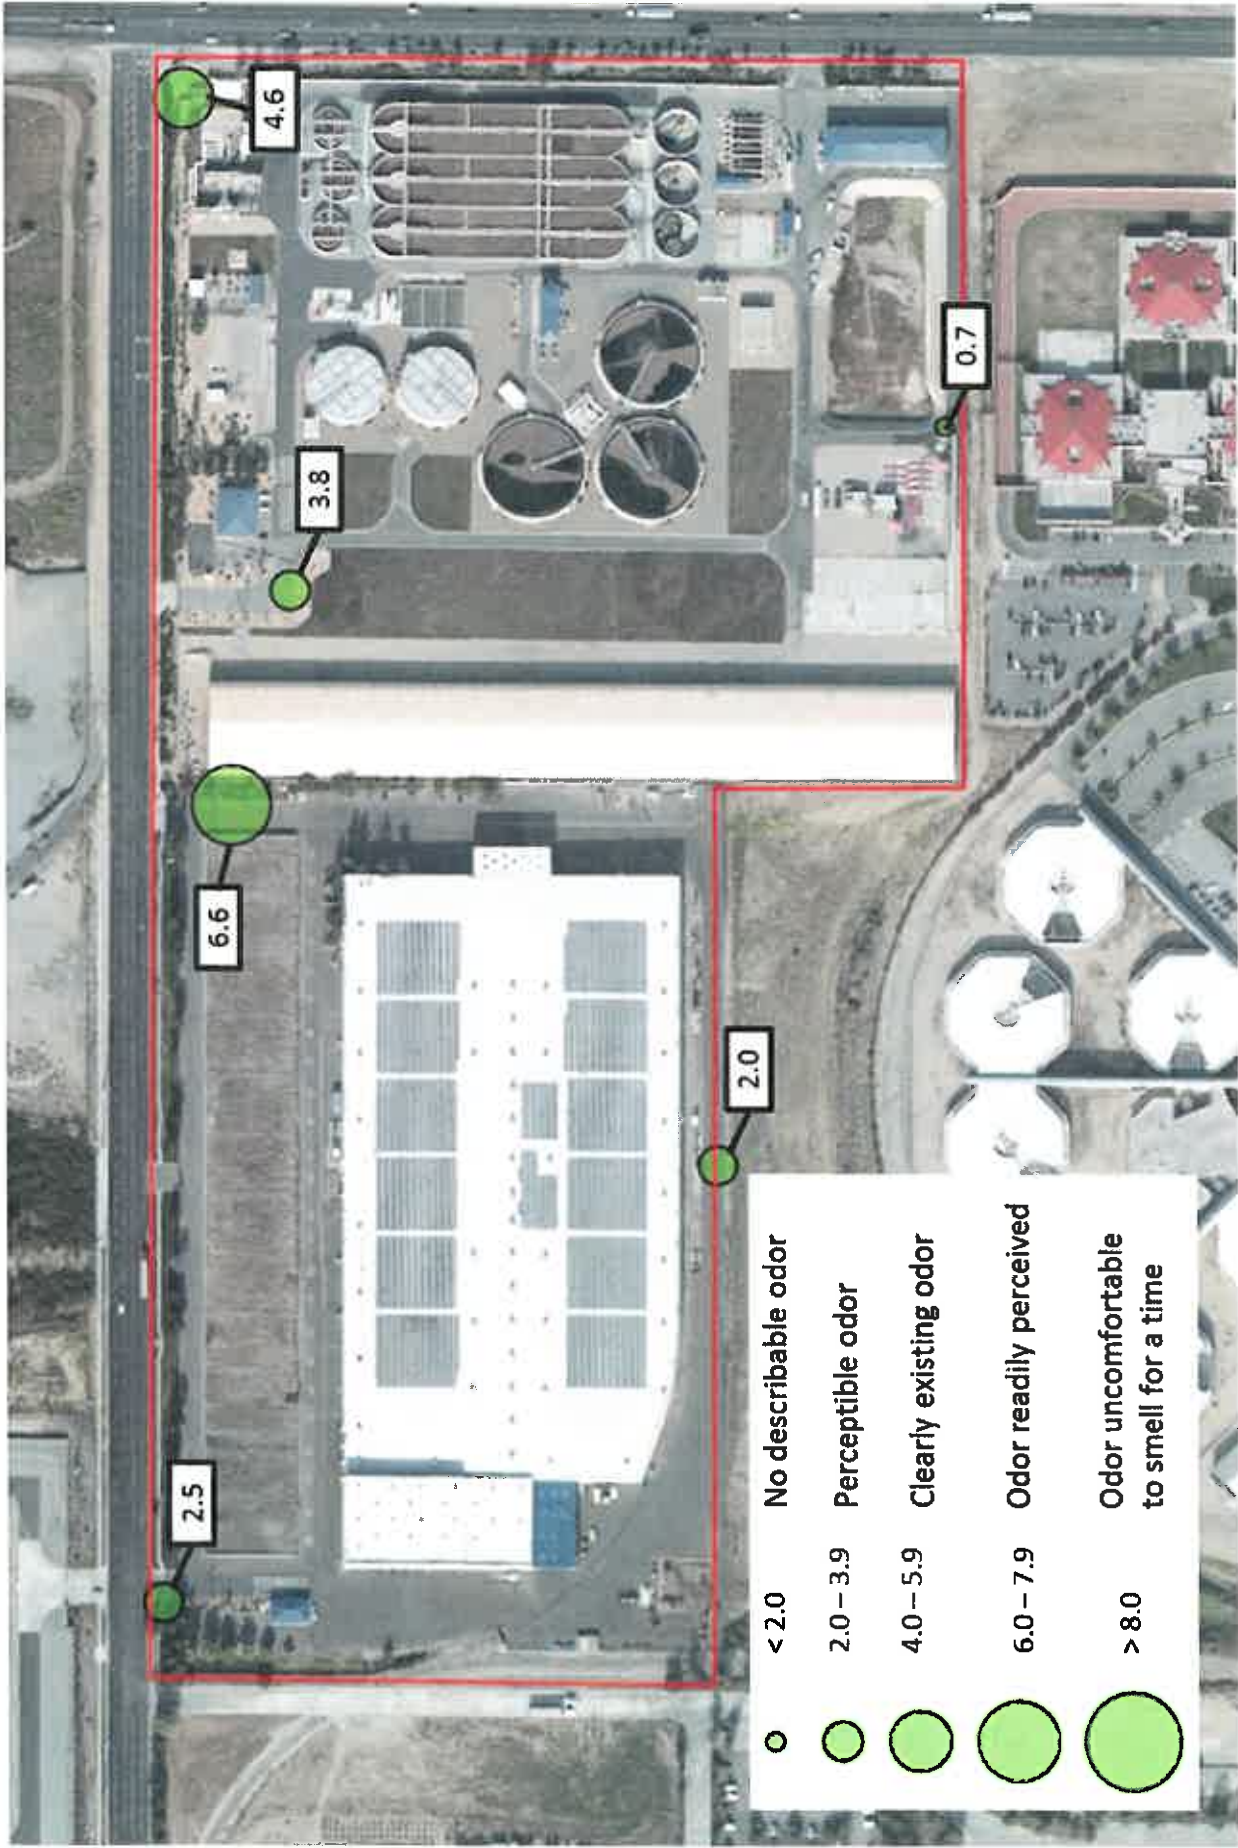 4.6
3.8
0.7
6.6
2.0
2.5
< 2.0 No describable odor
2.0 – 3.9 Perceptible odor
4.0 – 5.9 Clearly existing odor
6.0 – 7.9 Odor readily perceived
> 8.0 Odor uncomfortable
to smell for a time